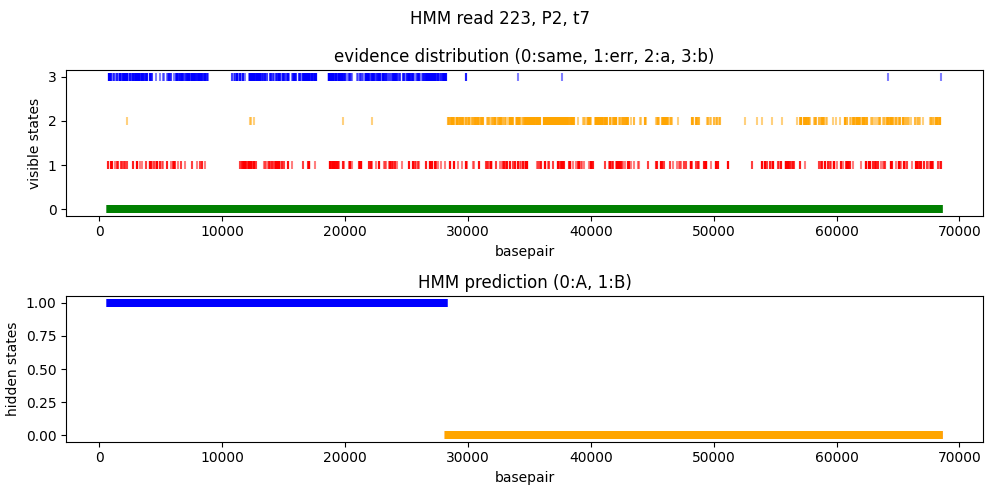 HMM read 223, P2, t7
evidence distribution (0:same, 1:err, 2:a, 3:b)
visible states
3
2
1
0
0 10000 20000 30000 40000 50000 60000 70000
basepair
HMM prediction (0:A, 1:B)
hidden states
1.00
0.75
0.50
0.25
0.00
0 10000 20000 30000 40000 50000 60000 70000
basepair